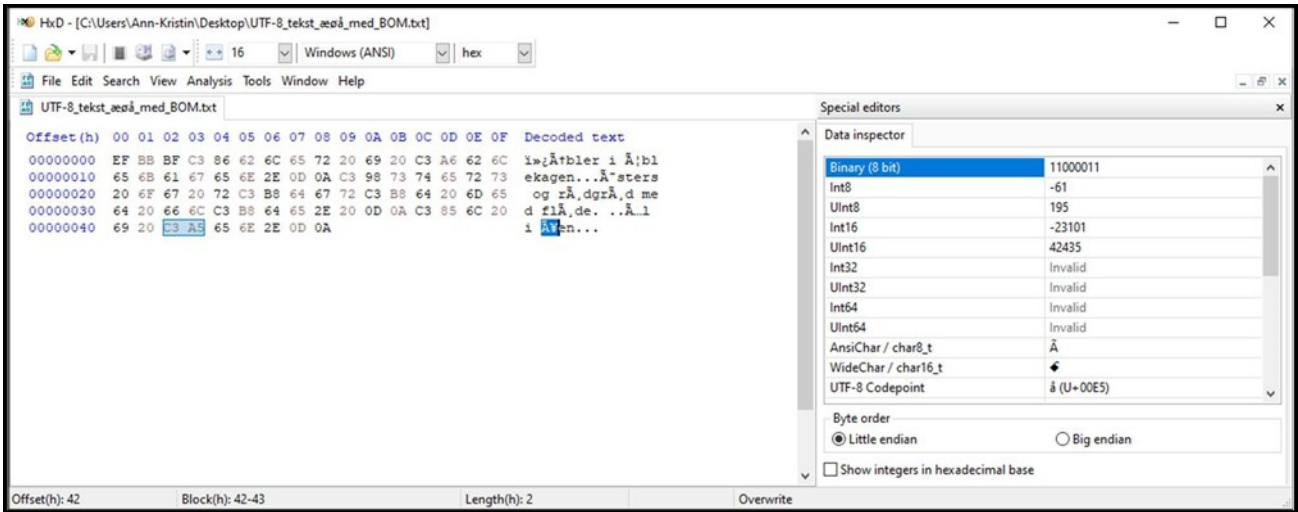 HxD - [C:\Users\Ann-Kristin\Desktop\UTF-8_tekst_æøå_med_BOM.txt]
16 Windows (ANSI) hex
File Edit Search View Analysis Tools Window Help
UTF-8_tekst_æøå_med_BOM.txt
Offset(h) 00 01 02 03 04 05 06 07 08 09 0A 0B 0C 0D 0E 0F Decoded text
00000000 EF BB BF C3 86 62 6C 65 72 20 69 20 C3 A6 62 6C ï»¿Ã†bler i Ã¦bl
00000010 65 6B 61 67 65 6E 2E 0D 0A C3 98 73 74 65 72 73 ekagen...Ã˜sters
00000020 20 6F 67 20 72 C3 B8 64 67 72 C3 B8 64 20 6D 65 og rÃ¸dgrÃ¸d me
00000030 64 20 66 6C C3 B8 64 65 2E 20 0D 0A C3 85 6C 20 d flÃ¸de. ..Ã…l
00000040 69 20 C3 A5 65 6E 2E 0D 0A i Ã¥en...
Special editors
Data inspector
Binary (8 bit) 11000011
Int8 -61
UInt8 195
Int16 -23101
UInt16 42435
Int32 Invalid
UInt32 Invalid
Int64 Invalid
UInt64 Invalid
AnsiChar / char8_t Ã
WideChar / char16_t
UTF-8 Codepoint å (U+00E5)
Byte order
Little endian Big endian
Show integers in hexadecimal base
Offset(h): 42 Block(h): 42-43 Length(h): 2 Overwrite